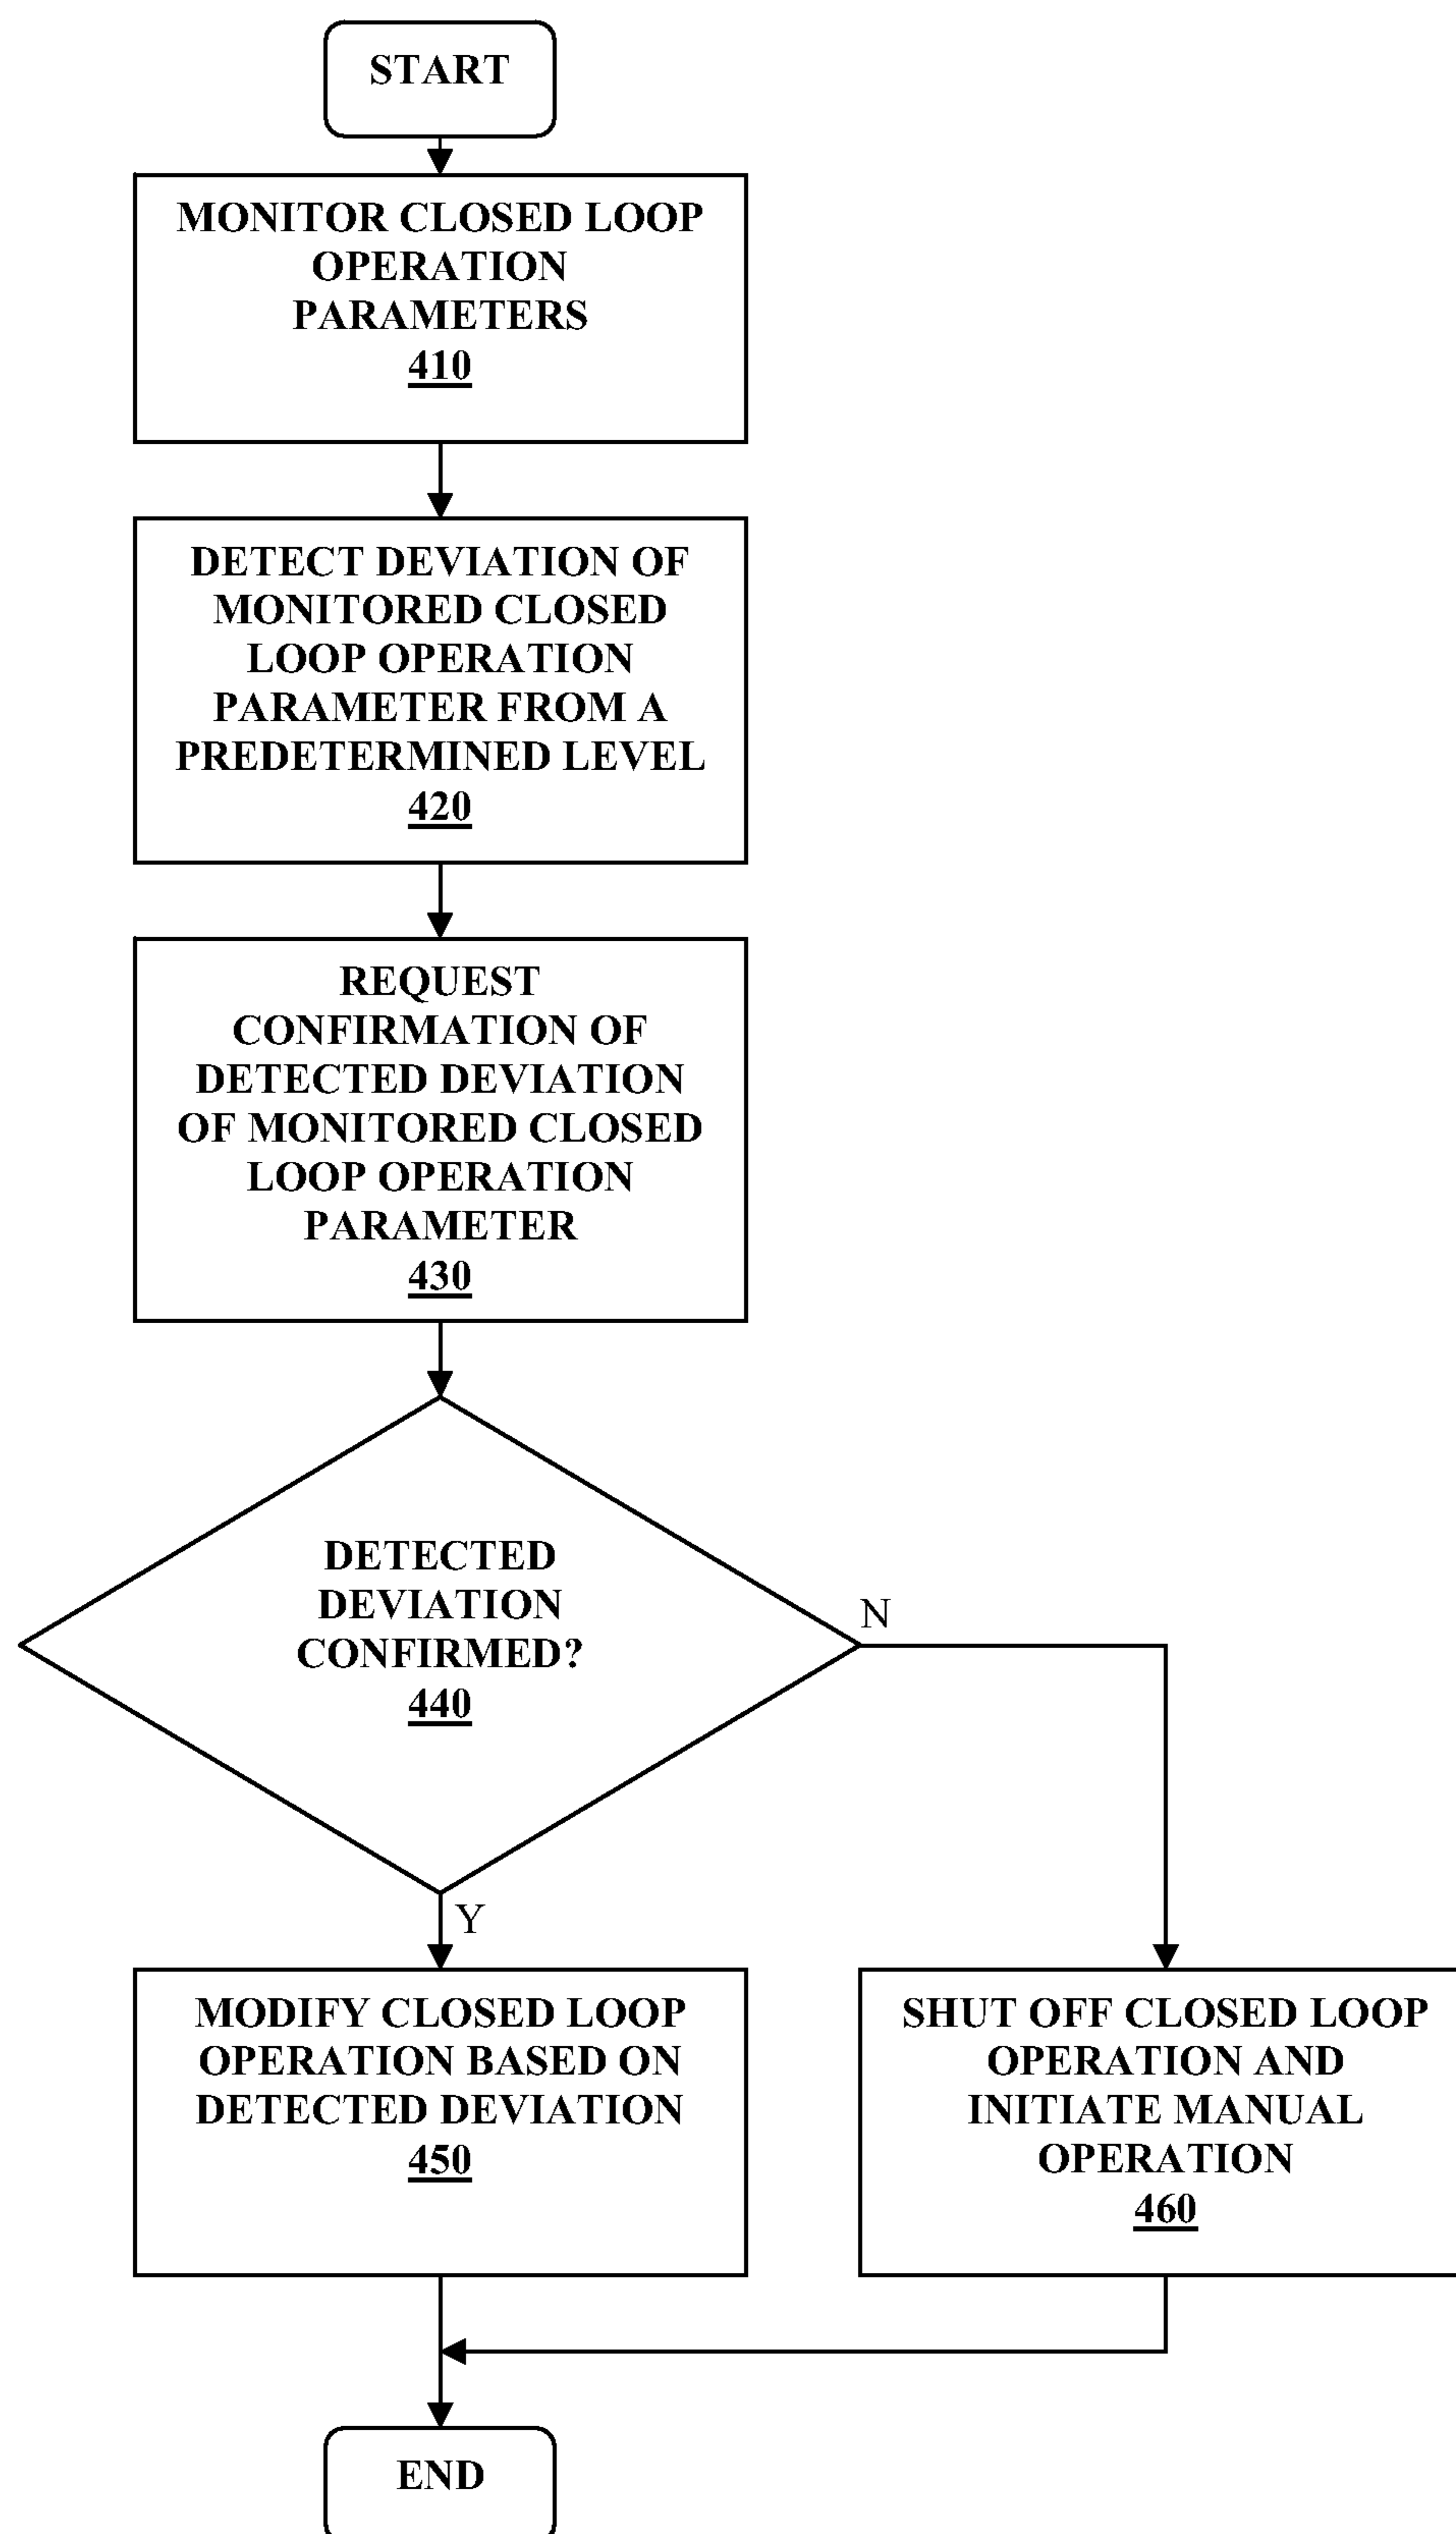 START
MONITOR CLOSED LOOP
OPERATION
PARAMETERS
410
DETECT DEVIATION OF
MONITORED CLOSED
LOOP OPERATION
PARAMETER FROM A
PREDETERMINED LEVEL
420
REQUEST
CONFIRMATION OF
DETECTED DEVIATION
OF MONITORED CLOSED
LOOP OPERATION
PARAMETER
430
DETECTED
DEVIATION
CONFIRMED?
440
N
Y
MODIFY CLOSED LOOP
OPERATION BASED ON
DETECTED DEVIATION
450
SHUT OFF CLOSED LOOP
OPERATION AND
INITIATE MANUAL
OPERATION
460
END